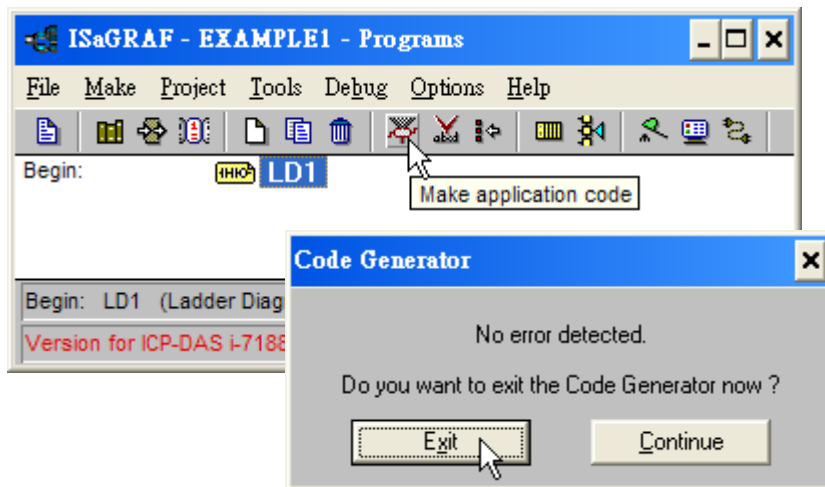 ISaGRAF - EXAMPLE1 - Programs
File Make Project Tools Debug Options Help
Begin: LD1
Make application code
Code Generator
Begin: LD1 (Ladder Diag
No error detected.
Version for ICP-DAS i-7188
Do you want to exit the Code Generator now ?
Exit Continue